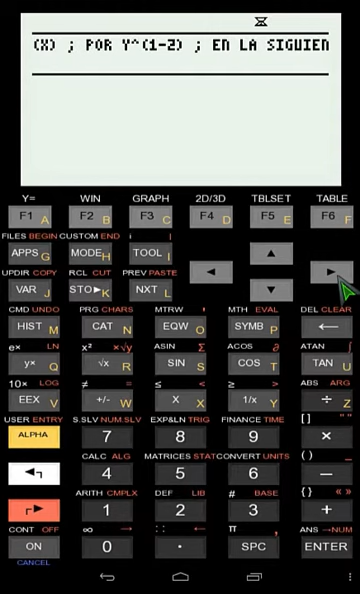 (X) ; POR Y^(1-Z) ; EN LA SIGUIEN
Y= WIN GRAPH 2D/3D TBLSET TABLE
F1 A F2 B F3 C F4 D F5 E F6 F
FILES BEGIN CUSTOM END i |
APPS G MODE H TOOL I
UPDIR COPY RCL CUT PREV PASTE
VAR J STO▶ K NXT L
CMD UNDO PRG CHARS MTRW ' MTH EVAL DEL CLEAR
HIST M CAT N EQW O SYMB P ←
eˣ LN x² ˣ√y ASIN Σ ACOS ∂ ATAN ∫
yˣ Q √x R SIN S COS T TAN U
10ˣ LOG ≠ = ≤ < ≥ > ABS ARG
EEX V +/- W X X 1/x Y ÷ Z
USER ENTRY S.SLV NUM.SLV EXP&LN TRIG FINANCE TIME [ ] " "
ALPHA 7 8 9 ×
CALC ALG MATRICES STAT CONVERT UNITS ( ) _
4 5 6 −
ARITH CMPLX DEF LIB # BASE { } « »
1 2 3 +
CONT OFF ∞ → : : ← π , ANS →NUM
ON 0 . SPC ENTER
CANCEL